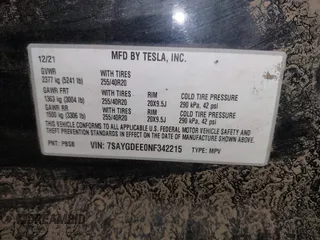 MFD BY TESLA, INC.
12/21
GVWR WITH TIRES
2377 kg (5241 lb) 255/40R20
GAWR FRT WITH TIRES RIM COLD TIRE PRESSURE
1363 kg (3004 lb) 255/40R20 20X9.5J 290 kPa, 42 psi
GAWR RR WITH TIRES RIM COLD TIRE PRESSURE
1500 kg (3306 lb) 255/40R20 20X9.5J 290 kPa, 42 psi
THIS VEHICLE CONFORMS TO ALL APPLICABLE U.S. FEDERAL MOTOR VEHICLE SAFETY
THEFT PREVENTION STANDARDS IN EFFECT ON THE DATE OF MANUFACTURE SHOWN ABOVE.
PNT: PBSB VIN: 7SAYGDEE0NF342215 TYPE: MPV